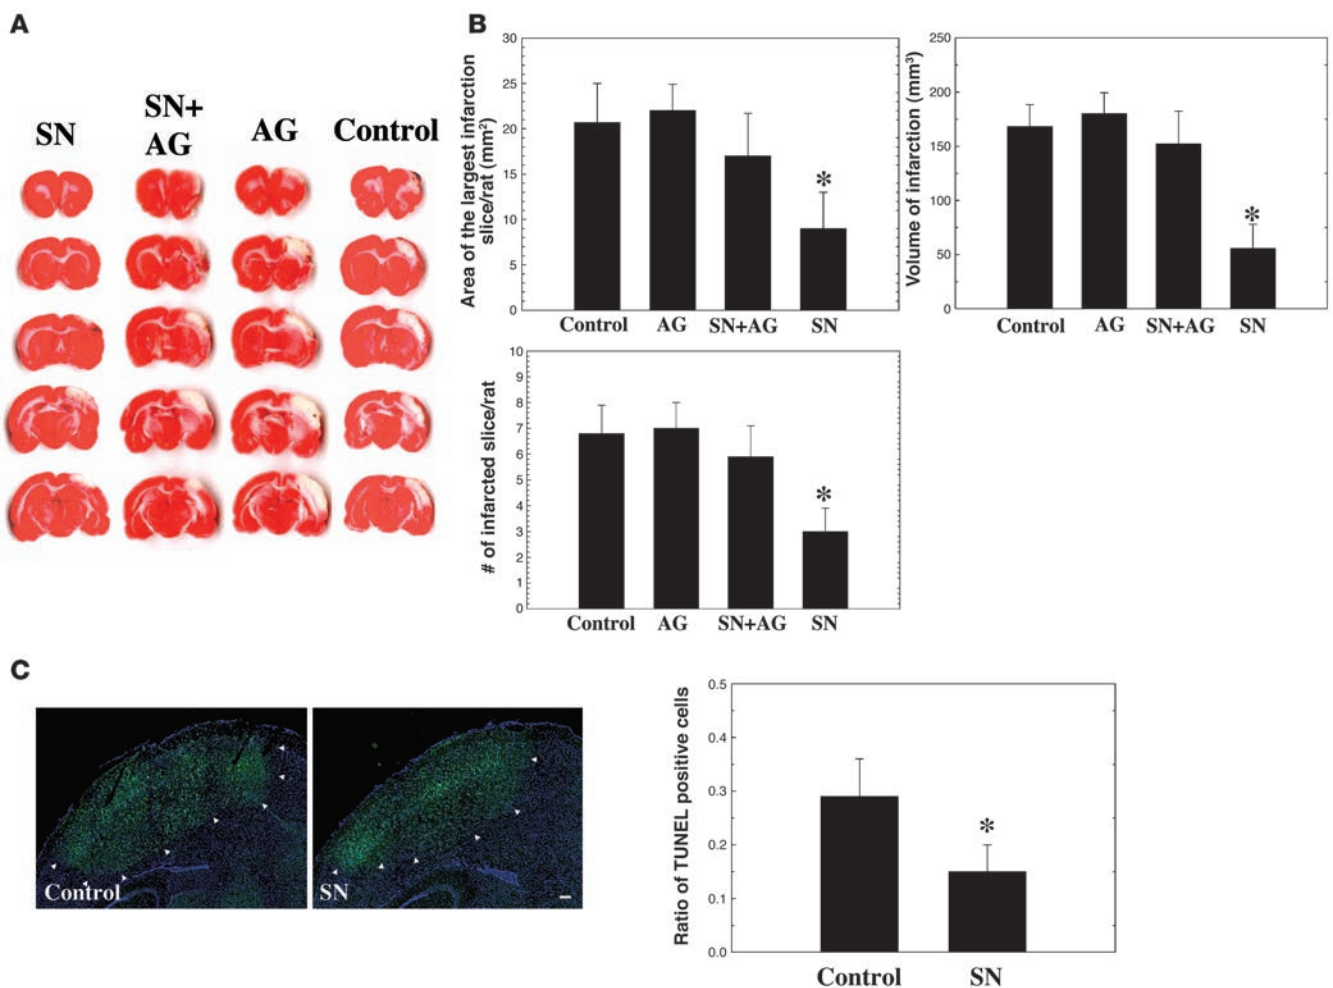 A
SN
SN+
AG
AG
Control
B
Area of the largest infarction
slice/rat (mm²)
30
25
20
15
10
5
0
Control AG SN+AG SN
*
Volume of infarction (mm³)
250
200
150
100
50
0
Control AG SN+AG SN
*
# of infarcted slice/rat
10
9
8
7
6
5
4
3
2
1
0
Control AG SN+AG SN
*
C
Control
SN
Ratio of TUNEL positive cells
0.5
0.4
0.3
0.2
0.1
0.0
Control SN
*